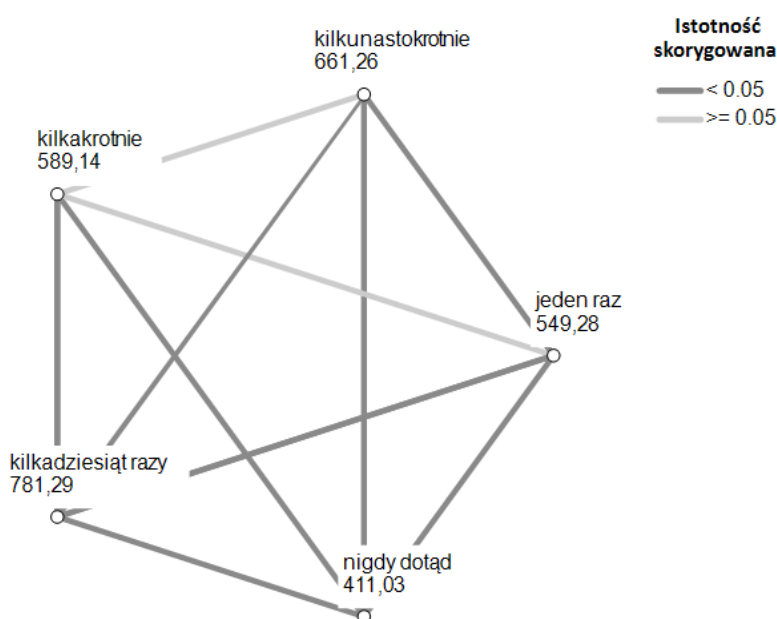 kilkunastokrotnie
661,26
Istotność
skorygowana
< 0.05
>= 0.05
kilkakrotnie
589,14
jeden raz
549,28
kilkadziesiąt razy
781,29
nigdy dotąd
411,03